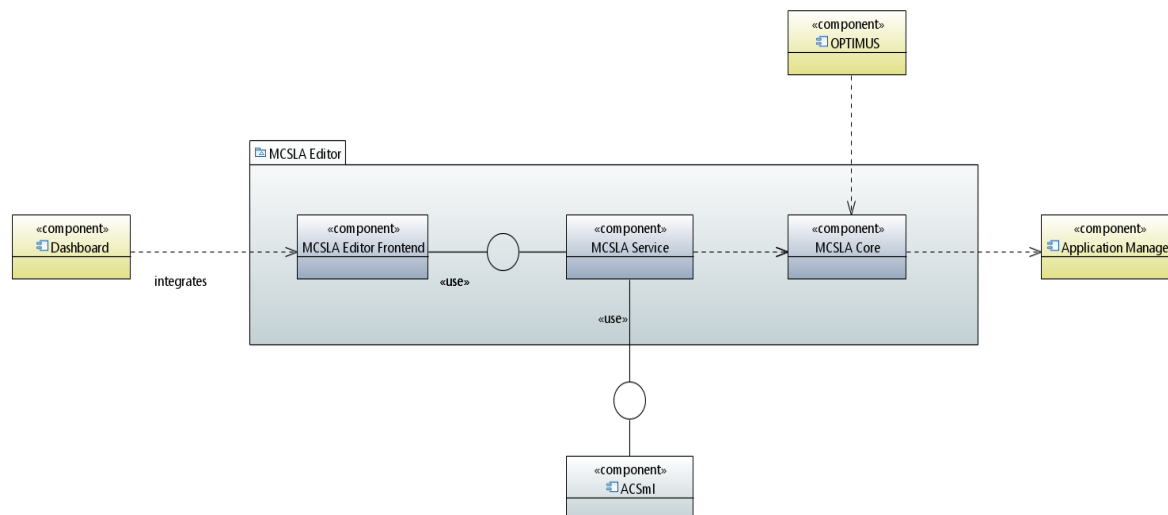 «component»
OPTIMUS
MCSLA Editor
«component»
Dashboard
integrates
«component»
MCSLA Editor Frontend
«use»
«component»
MCSLA Service
«use»
«component»
MCSLA Core
«component»
Application Manage
«component»
ACSmI